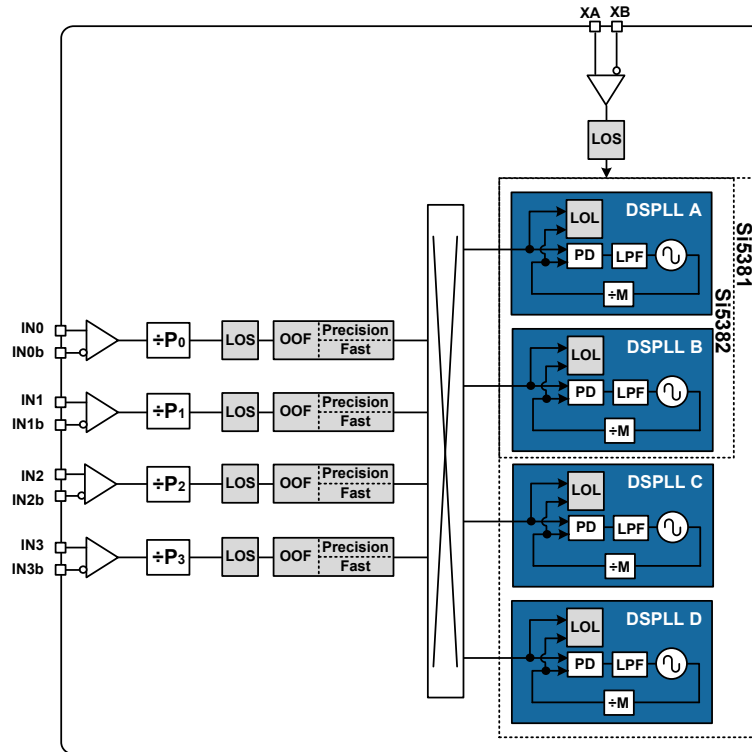 XA XB
LOS
DSPLL A
LOL
PD LPF
÷M
Si5381
Si5382
DSPLL B
LOL
PD LPF
÷M
IN0
IN0b
÷P0
LOS
OOF
Precision
Fast
IN1
IN1b
÷P1
LOS
OOF
Precision
Fast
IN2
IN2b
÷P2
LOS
OOF
Precision
Fast
IN3
IN3b
÷P3
LOS
OOF
Precision
Fast
DSPLL C
LOL
PD LPF
÷M
DSPLL D
LOL
PD LPF
÷M